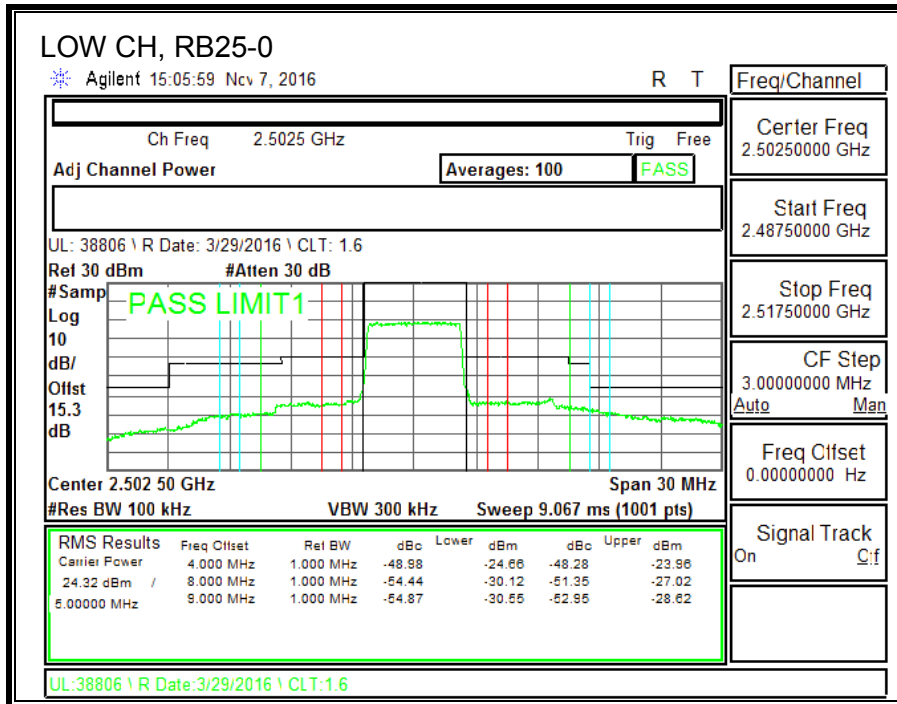 LOW CH, RB25-0
Agilent 15:05:59 Nov 7, 2016 R T
Freq/Channel
Ch Freq 2.5025 GHz Trig Free
Adj Channel Power Averages: 100 PASS
UL: 38806 \ R Date: 3/29/2016 \ CLT: 1.6
Ref 30 dBm #Atten 30 dB
#Samp
Log
10
dB/
Offst
15.3
dB
PASS LIMIT1
Center 2.502 50 GHz Span 30 MHz
#Res BW 100 kHz VBW 300 kHz Sweep 9.067 ms (1001 pts)
RMS Results Freq Offset Ref BW dBc Lower dBm dBc Upper dBm
Carrier Power 4.000 MHz 1.000 MHz -48.98 -24.66 -48.28 -23.96
24.32 dBm / 8.000 MHz 1.000 MHz -54.44 -30.12 -51.35 -27.02
5.00000 MHz 9.000 MHz 1.000 MHz -54.87 -30.55 -52.95 -28.62
UL:38806 \ R Date:3/29/2016 \ CLT:1.6
Center Freq
2.50250000 GHz
Start Freq
2.48750000 GHz
Stop Freq
2.51750000 GHz
CF Step
3.00000000 MHz
Auto Man
Freq Offset
0.00000000 Hz
Signal Track
On Off